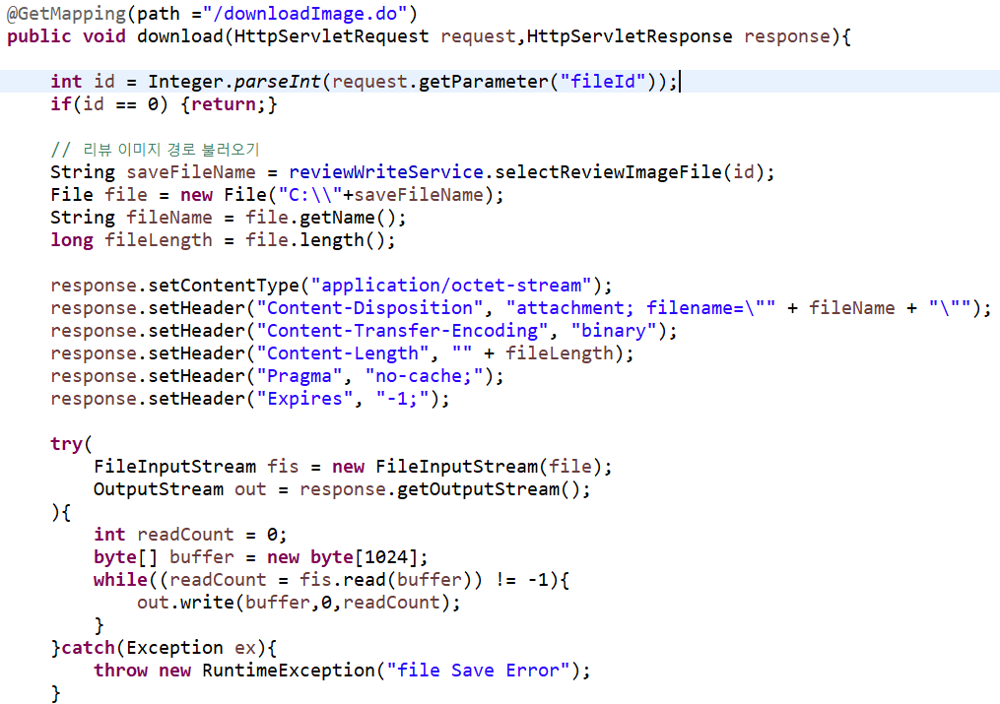 @GetMapping(path ="/downloadImage.do")
public void download(HttpServletRequest request,HttpServletResponse response){
int id = Integer.parseInt(request.getParameter("fileId"));
if(id == 0) {return;}
// 리뷰 이미지 경로 불러오기
String saveFileName = reviewWriteService.selectReviewImageFile(id);
File file = new File("C:\\"+saveFileName);
String fileName = file.getName();
long fileLength = file.length();
response.setContentType("application/octet-stream");
response.setHeader("Content-Disposition", "attachment; filename=\"" + fileName + "\"");
response.setHeader("Content-Transfer-Encoding", "binary");
response.setHeader("Content-Length", "" + fileLength);
response.setHeader("Pragma", "no-cache;");
response.setHeader("Expires", "-1;");
try(
FileInputStream fis = new FileInputStream(file);
OutputStream out = response.getOutputStream();
){
int readCount = 0;
byte[] buffer = new byte[1024];
while((readCount = fis.read(buffer)) != -1){
out.write(buffer,0,readCount);
}
}catch(Exception ex){
throw new RuntimeException("file Save Error");
}